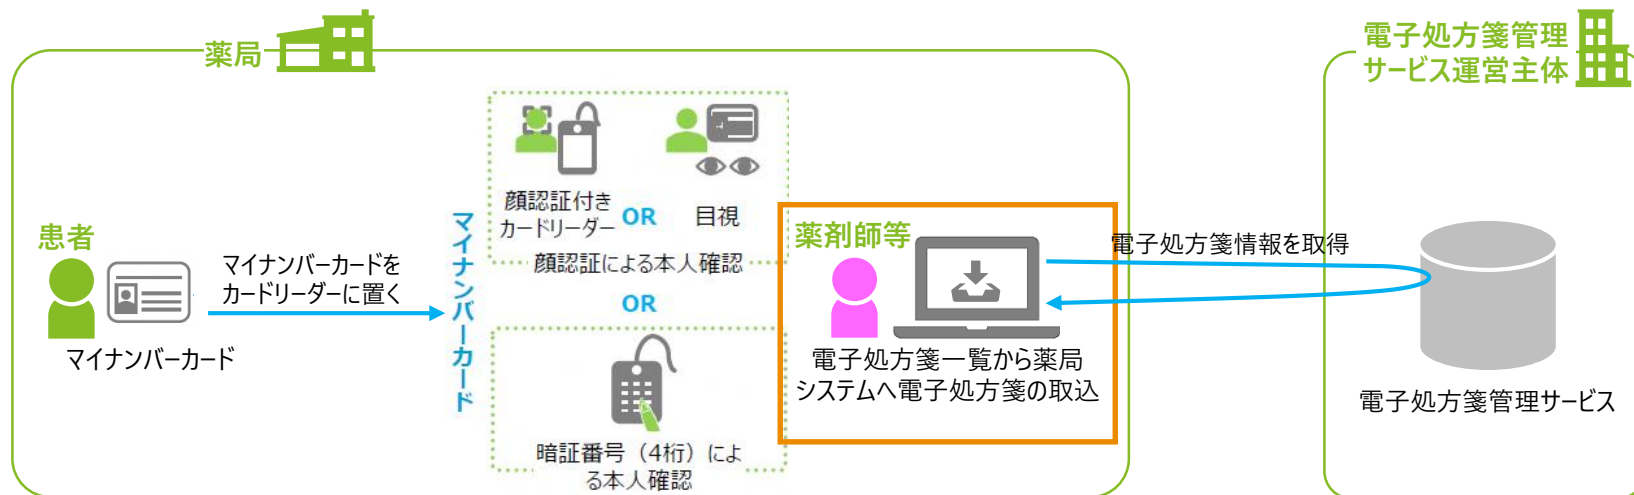 薬局
電子処方箋管理
サービス運営主体
患者
マイナンバーカード
マイナンバーカードを
カードリーダーに置く
マイナンバーカード
顔認証付き
カードリーダー
OR
目視
顔認証による本人確認
OR
暗証番号（4桁）によ
る本人確認
薬剤師等
電子処方箋一覧から薬局
システムへ電子処方箋の取込
電子処方箋情報を取得
電子処方箋管理サービス